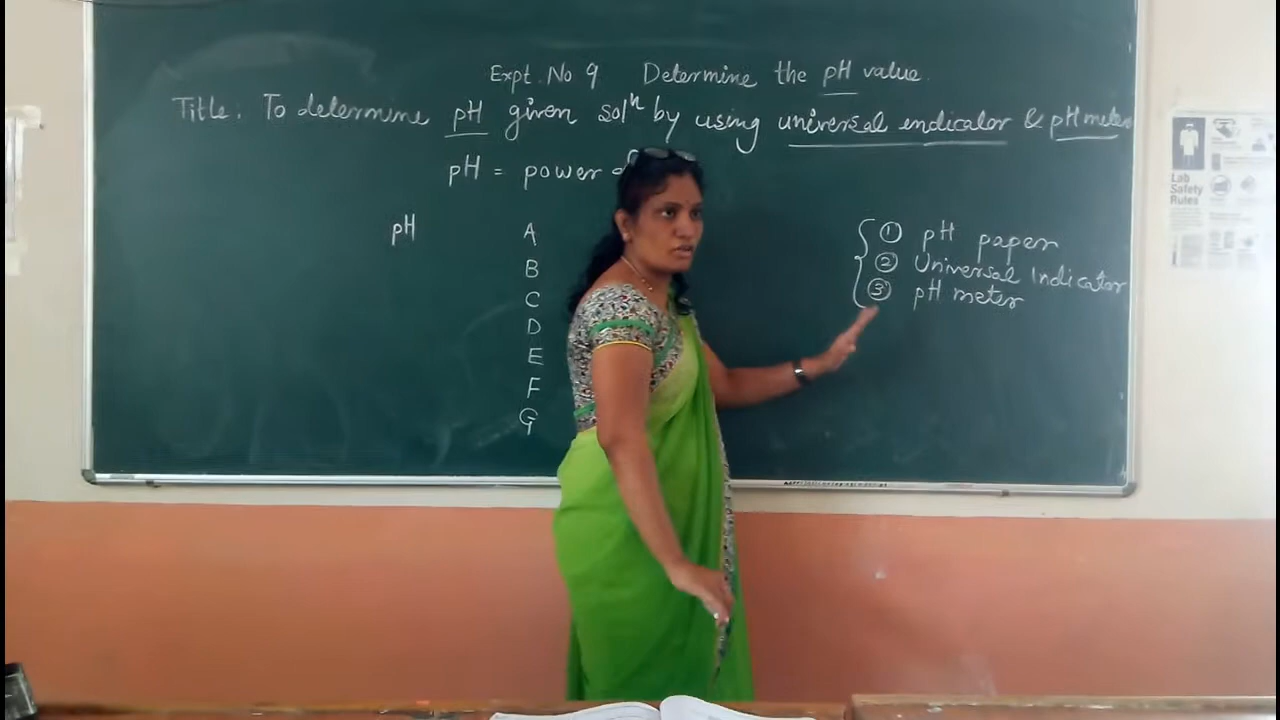 Expt. No 9 Determine the pH value.
Title: To determine pH given solⁿ by using universal indicator & pH meter
pH = power
pH
A
B
C
D
E
F
G
① pH paper
② Universal Indicator
③ pH meter
Lab
Safety
Rules